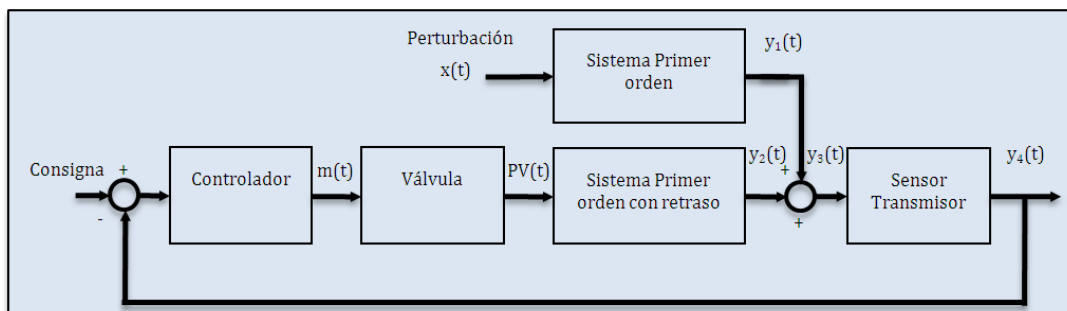 Perturbación
x(t)
Sistema Primer
orden
y₁(t)
Consigna
+
-
Controlador
m(t)
Válvula
PV(t)
Sistema Primer
orden con retraso
y₂(t)
+
+
y₃(t)
Sensor
Transmisor
y₄(t)